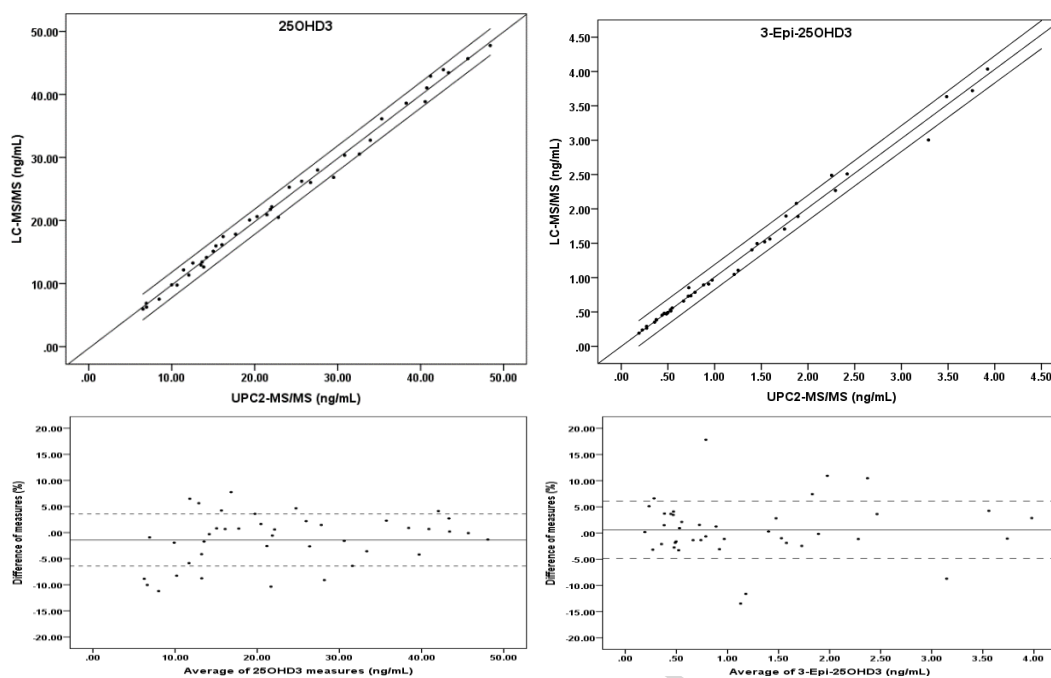 25OHD3
50.00
40.00
30.00
20.00
10.00
.00
LC-MS/MS (ng/mL)
.00 10.00 20.00 30.00 40.00 50.00
UPC2-MS/MS (ng/mL)
3-Epi-25OHD3
4.50
4.00
3.50
3.00
2.50
2.00
1.50
1.00
.50
.00
LC-MS/MS (ng/mL)
.00 .50 1.00 1.50 2.00 2.50 3.00 3.50 4.00 4.50
UPC2-MS/MS (ng/mL)
20.00
15.00
10.00
5.00
.00
-5.00
-10.00
-15.00
-20.00
Difference of measures (%)
.00 10.00 20.00 30.00 40.00 50.00
Average of 25OHD3 measures (ng/mL)
20.00
15.00
10.00
5.00
.00
-5.00
-10.00
-15.00
-20.00
Difference of measures (%)
.00 .50 1.00 1.50 2.00 2.50 3.00 3.50 4.00
Average of 3-Epi-25OHD3 (ng/mL)